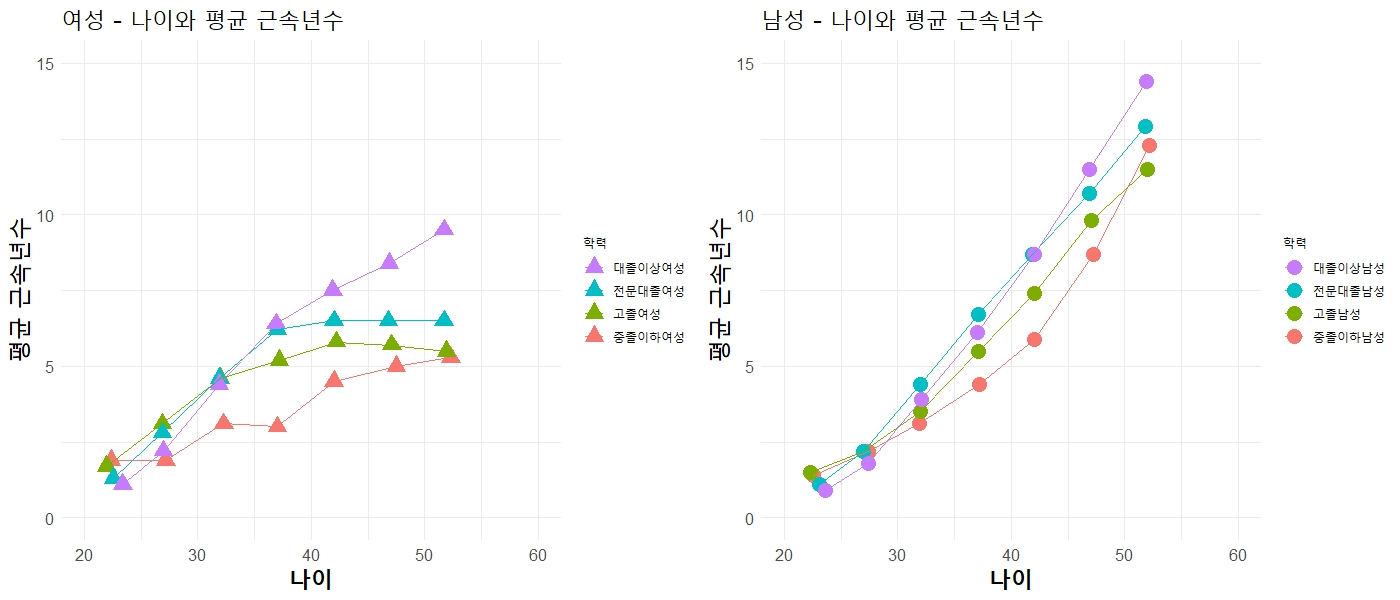 여성 - 나이와 평균 근속년수
15
10
5
0
평균 근속년수
20 30 40 50 60
나이
학력
대졸이상여성
전문대졸여성
고졸여성
중졸이하여성
남성 - 나이와 평균 근속년수
15
10
5
0
평균 근속년수
20 30 40 50 60
나이
학력
대졸이상남성
전문대졸남성
고졸남성
중졸이하남성